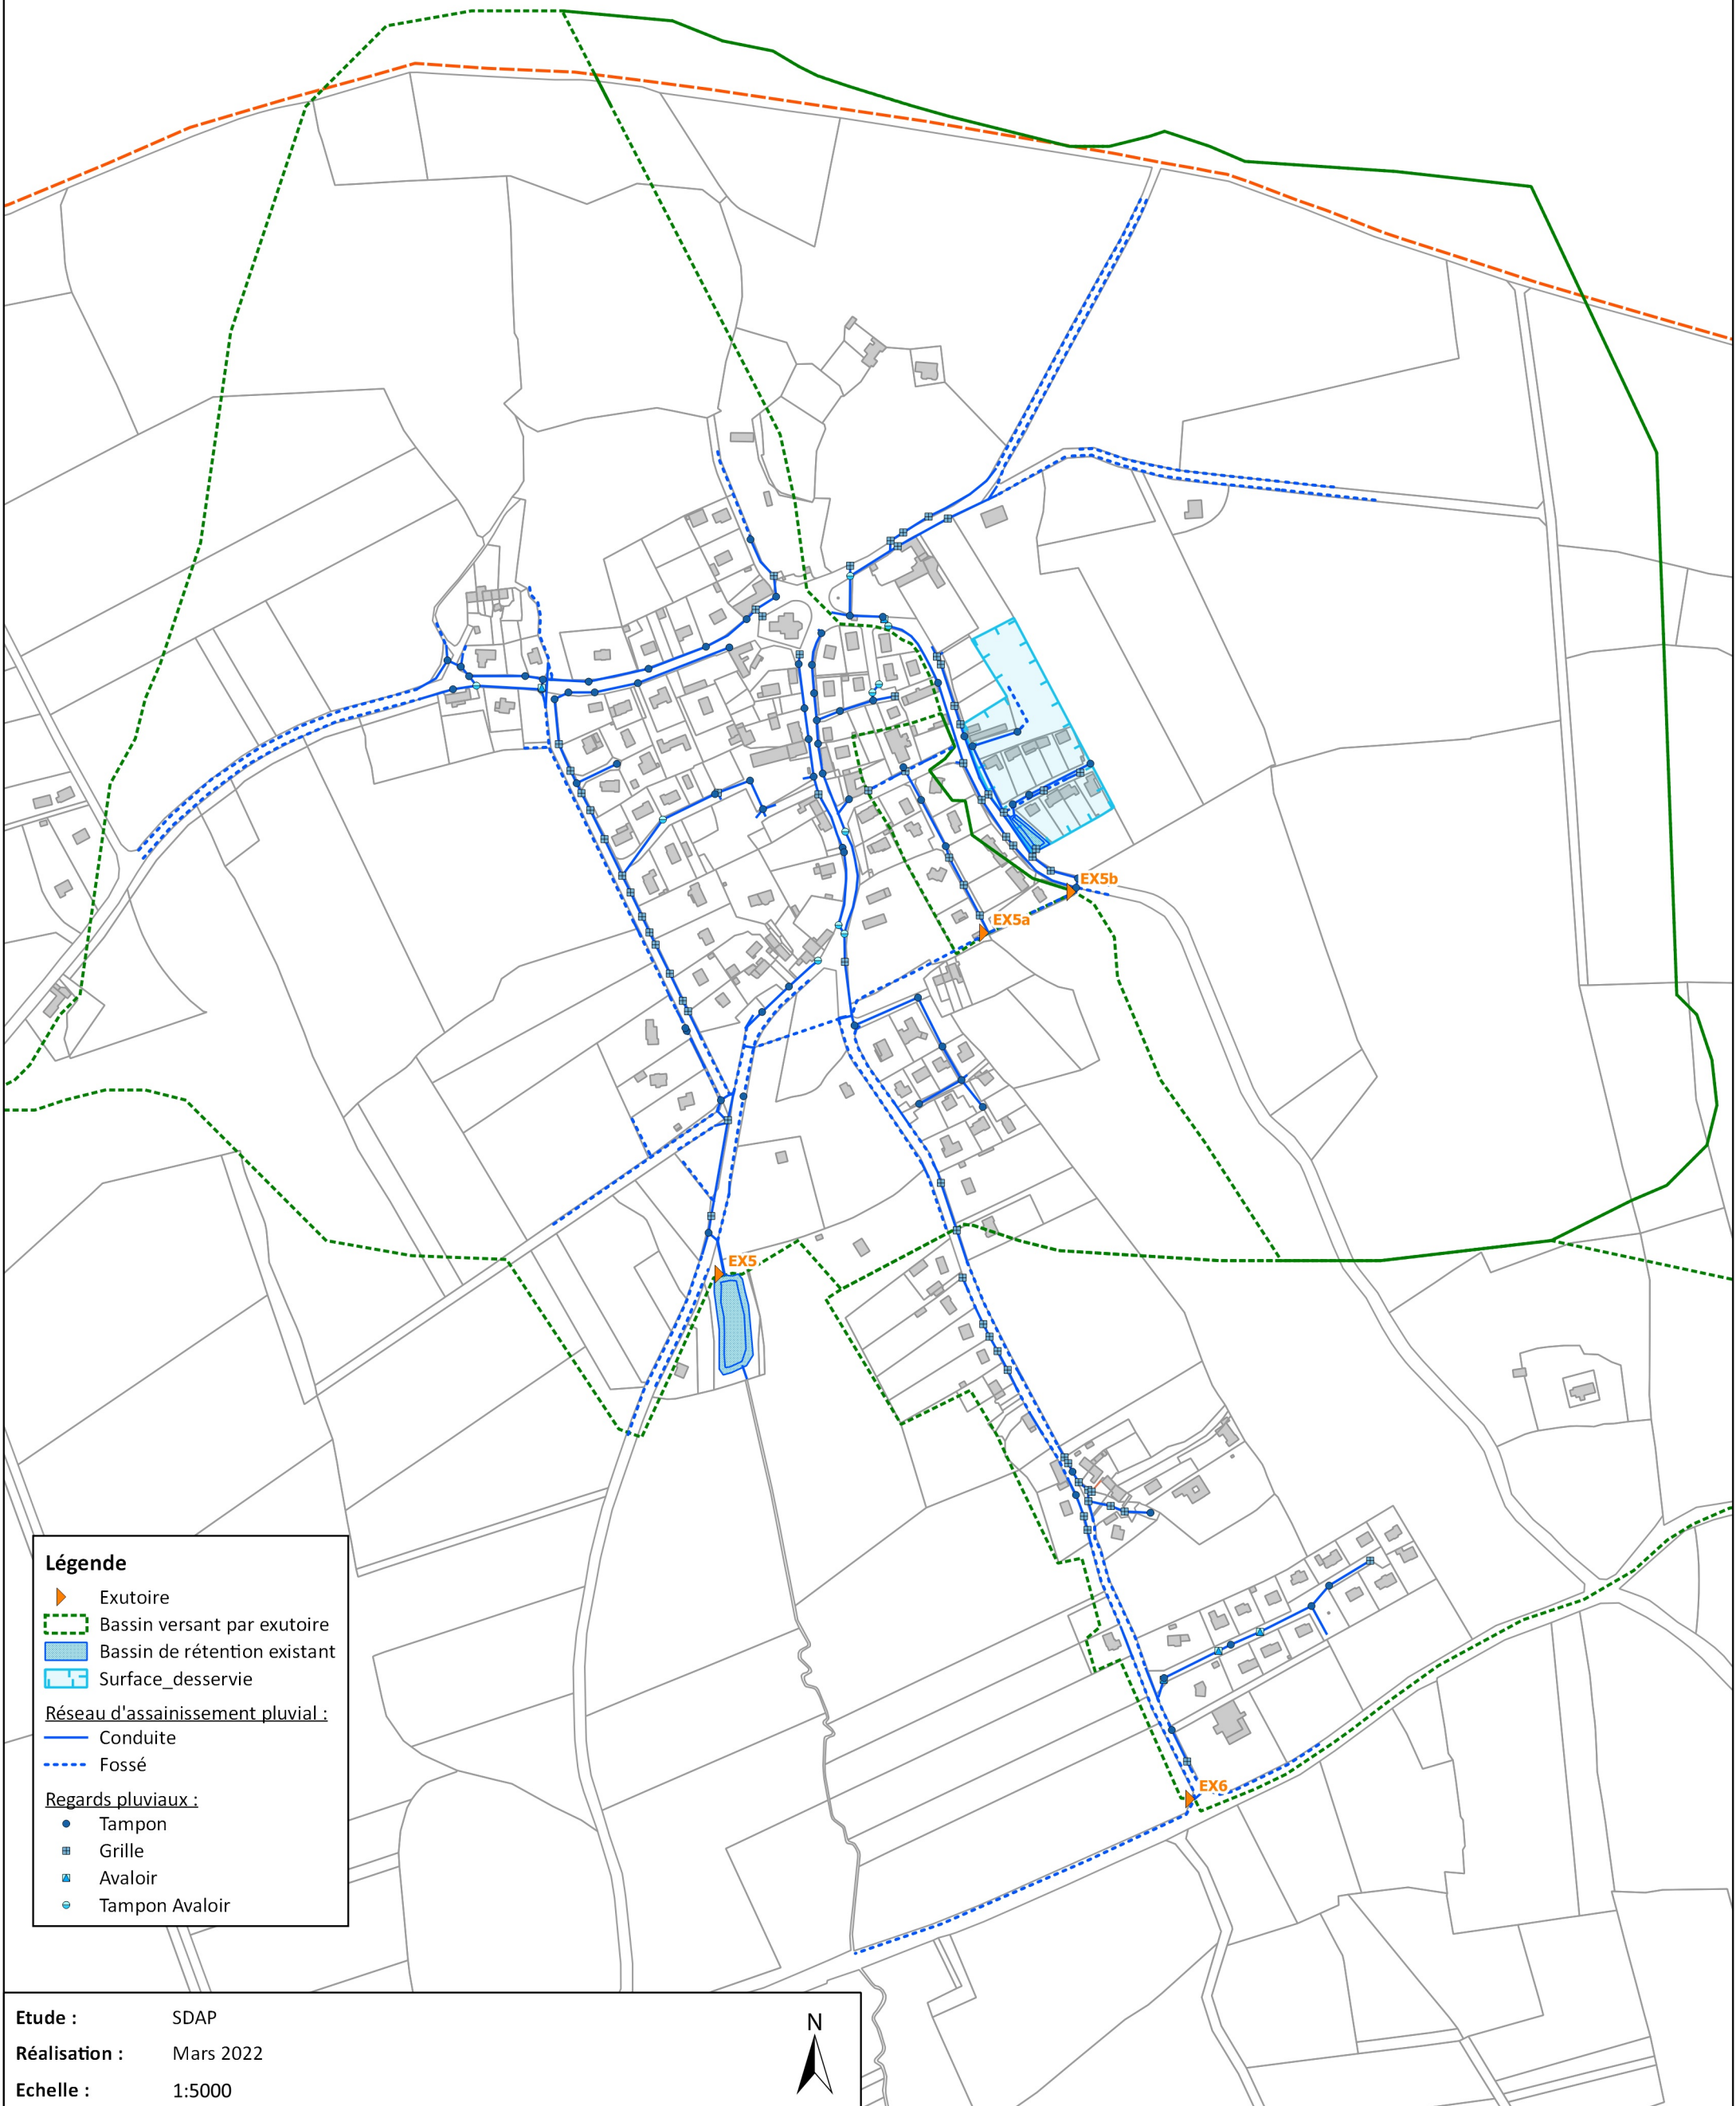 EX5b
EX5a
EX5
EX6
Légende
Exutoire
Bassin versant par exutoire
Bassin de rétention existant
Surface_desservie
Réseau d'assainissement pluvial :
Conduite
Fossé
Regards pluviaux :
Tampon
Grille
Avaloir
Tampon Avaloir
Etude : SDAP
Réalisation : Mars 2022
Echelle : 1:5000
N